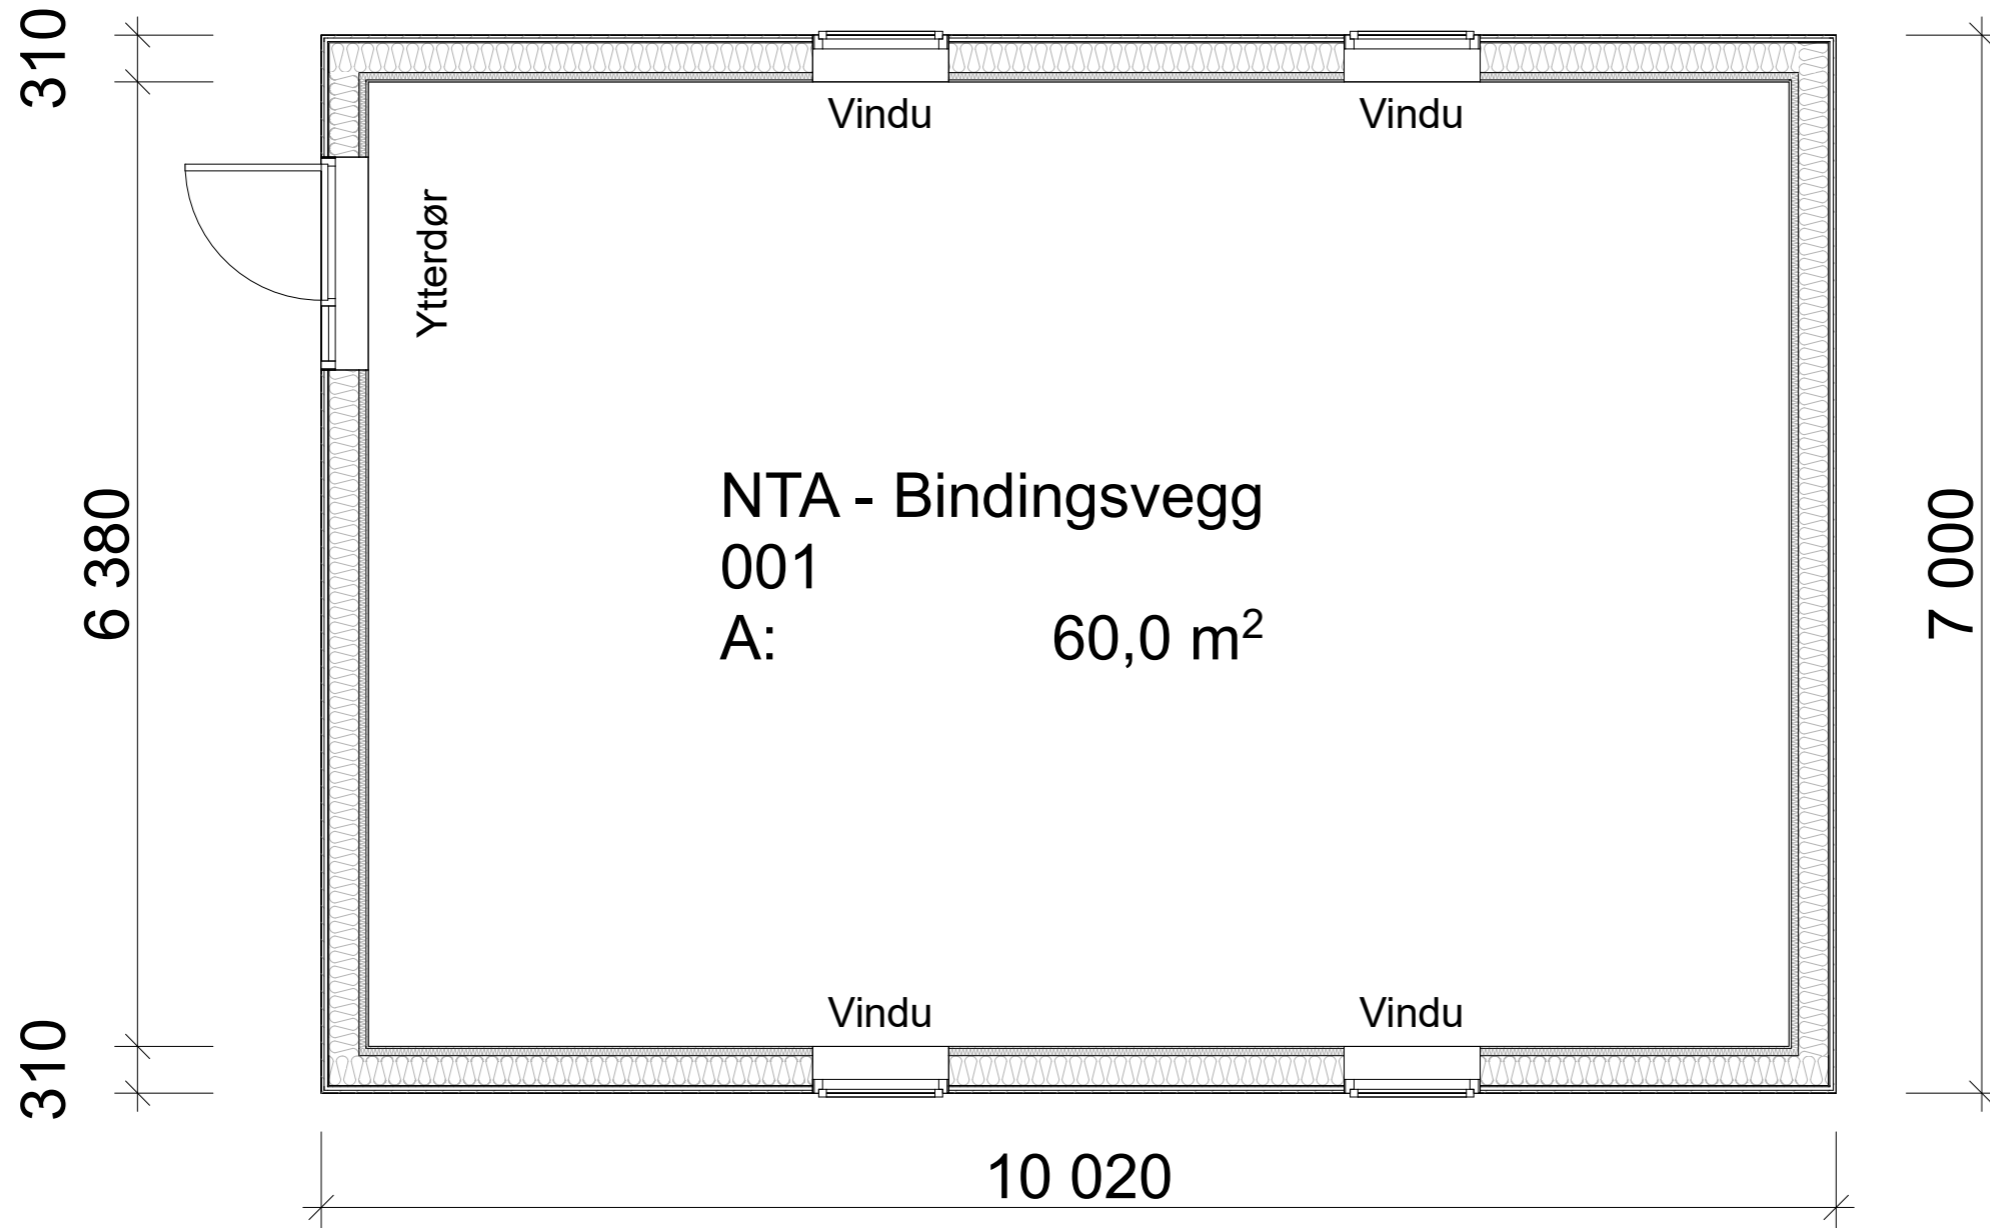 310
Vindu
Vindu
Ytterdør
6 380
7 000
NTA - Bindingsvegg
001
A: 60,0 m²
Vindu
Vindu
310
10 020